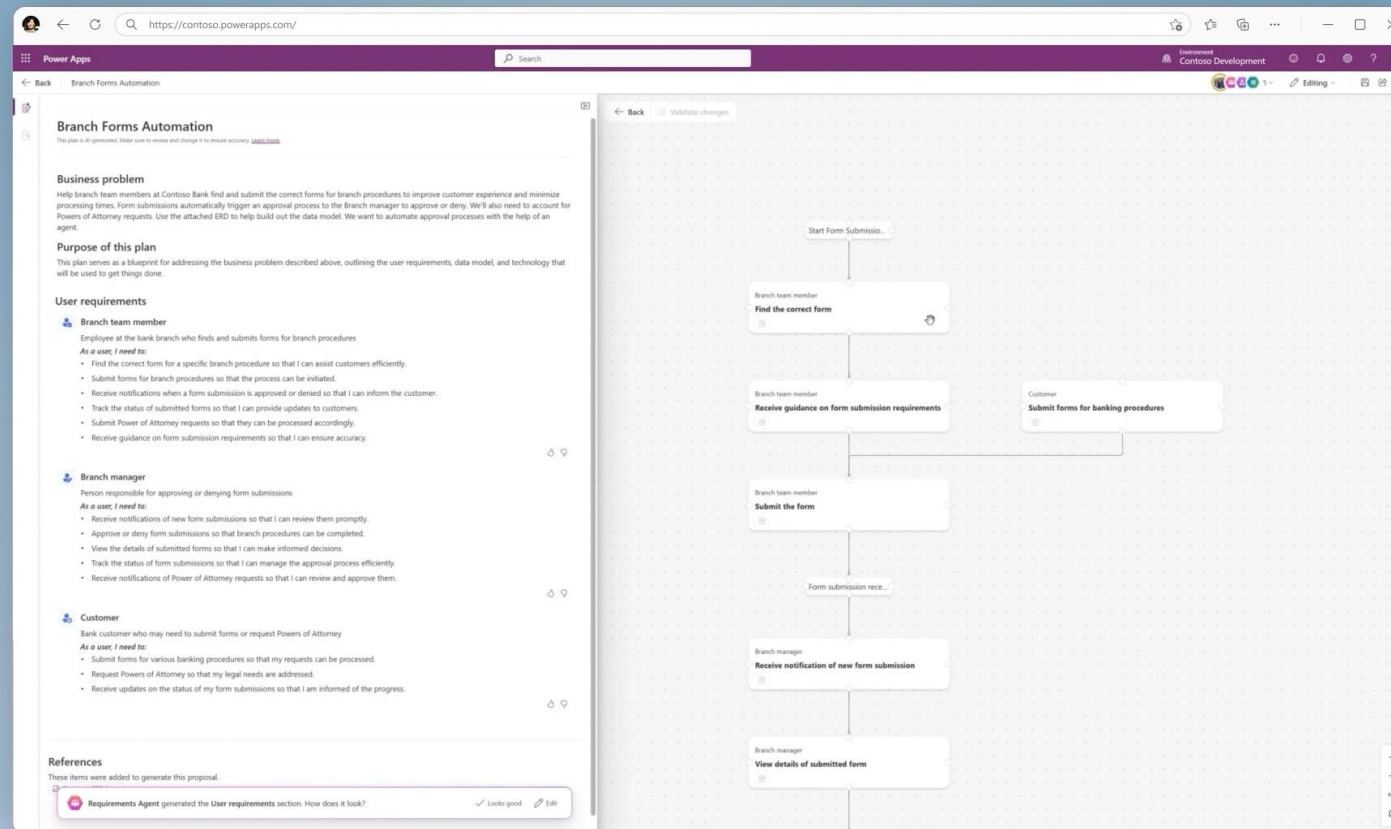 https://contoso.powerapps.com/
Power Apps
Search
Environment
Contoso Development
Back
Branch Forms Automation
5
Editing
Branch Forms Automation
This plan is AI-generated. Make sure to review and change it to ensure accuracy. Learn more.
Business problem
Help branch team members at Contoso Bank find and submit the correct forms for branch procedures to improve customer experience and minimize
processing times. Form submissions automatically trigger an approval process to the Branch manager to approve or deny. We'll also need to account for
Powers of Attorney requests. Use the attached ERD to help build out the data model. We want to automate approval processes with the help of an
agent.
Purpose of this plan
This plan serves as a blueprint for addressing the business problem described above, outlining the user requirements, data model, and technology that
will be used to get things done.
User requirements
Branch team member
Employee at the bank branch who finds and submits forms for branch procedures
As a user, I need to:
• Find the correct form for a specific branch procedure so that I can assist customers efficiently.
• Submit forms for branch procedures so that the process can be initiated.
• Receive notifications when a form submission is approved or denied so that I can inform the customer.
• Track the status of submitted forms so that I can provide updates to customers.
• Submit Power of Attorney requests so that they can be processed accordingly.
• Receive guidance on form submission requirements so that I can ensure accuracy.
Branch manager
Person responsible for approving or denying form submissions
As a user, I need to:
• Receive notifications of new form submissions so that I can review them promptly.
• Approve or deny form submissions so that branch procedures can be completed.
• View the details of submitted forms so that I can make informed decisions.
• Track the status of form submissions so that I can manage the approval process efficiently.
• Receive notifications of Power of Attorney requests so that I can review and approve them.
Customer
Bank customer who may need to submit forms or request Powers of Attorney
As a user, I need to:
• Submit forms for various banking procedures so that my requests can be processed.
• Request Powers of Attorney so that my legal needs are addressed.
• Receive updates on the status of my form submissions so that I am informed of the progress.
References
These items were added to generate this proposal.
Requirements Agent generated the User requirements section. How does it look?
Looks good
Edit
Back
Validate changes
Start Form Submissio...
Branch team member
Find the correct form
Branch team member
Receive guidance on form submission requirements
Customer
Submit forms for banking procedures
Branch team member
Submit the form
Form submission rece...
Branch manager
Receive notification of new form submission
Branch manager
View details of submitted form